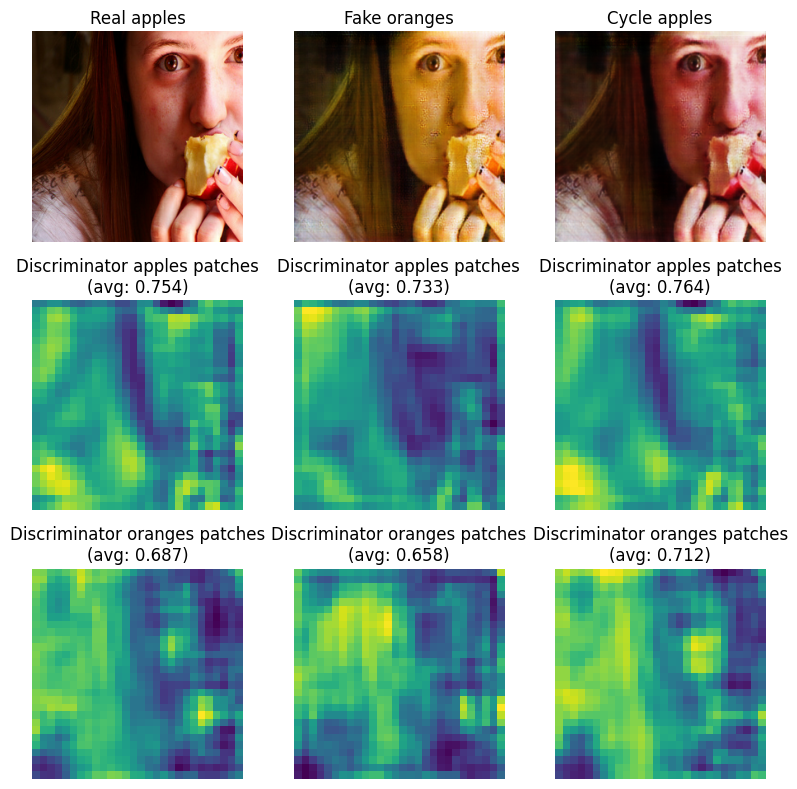 Real apples
Fake oranges
Cycle apples
Discriminator apples patches
(avg: 0.754)
Discriminator apples patches
(avg: 0.733)
Discriminator apples patches
(avg: 0.764)
Discriminator oranges patches
(avg: 0.687)
Discriminator oranges patches
(avg: 0.658)
Discriminator oranges patches
(avg: 0.712)